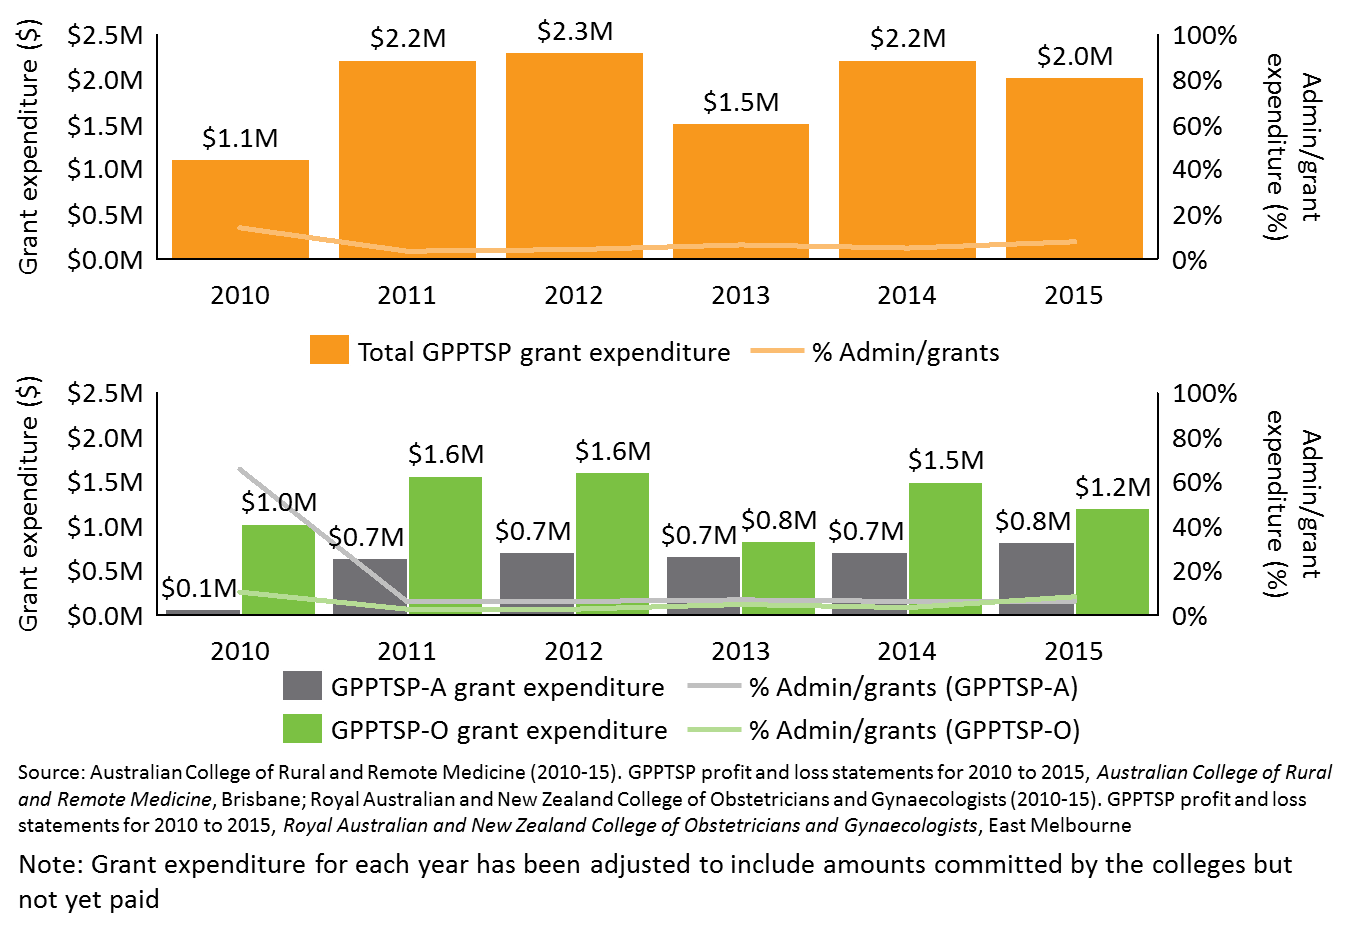 Grant expenditure ($)
$2.5M
$2.0M
$1.5M
$1.0M
$0.5M
$0.0M
$1.1M
$2.2M
$2.3M
$1.5M
$2.2M
$2.0M
100%
80%
60%
40%
20%
0%
Admin/grant
expenditure (%)
2010 2011 2012 2013 2014 2015
Total GPPTSP grant expenditure % Admin/grants
Grant expenditure ($)
$2.5M
$2.0M
$1.5M
$1.0M
$0.5M
$0.0M
$0.1M
$1.0M
$0.7M
$1.6M
$0.7M
$1.6M
$0.7M
$0.8M
$0.7M
$1.5M
$0.8M
$1.2M
100%
80%
60%
40%
20%
0%
Admin/grant
expenditure (%)
2010 2011 2012 2013 2014 2015
GPPTSP-A grant expenditure % Admin/grants (GPPTSP-A)
GPPTSP-O grant expenditure % Admin/grants (GPPTSP-O)
Source: Australian College of Rural and Remote Medicine (2010-15). GPPTSP profit and loss statements for 2010 to 2015, Australian College of Rural
and Remote Medicine, Brisbane; Royal Australian and New Zealand College of Obstetricians and Gynaecologists (2010-15). GPPTSP profit and loss
statements for 2010 to 2015, Royal Australian and New Zealand College of Obstetricians and Gynaecologists, East Melbourne
Note: Grant expenditure for each year has been adjusted to include amounts committed by the colleges but
not yet paid